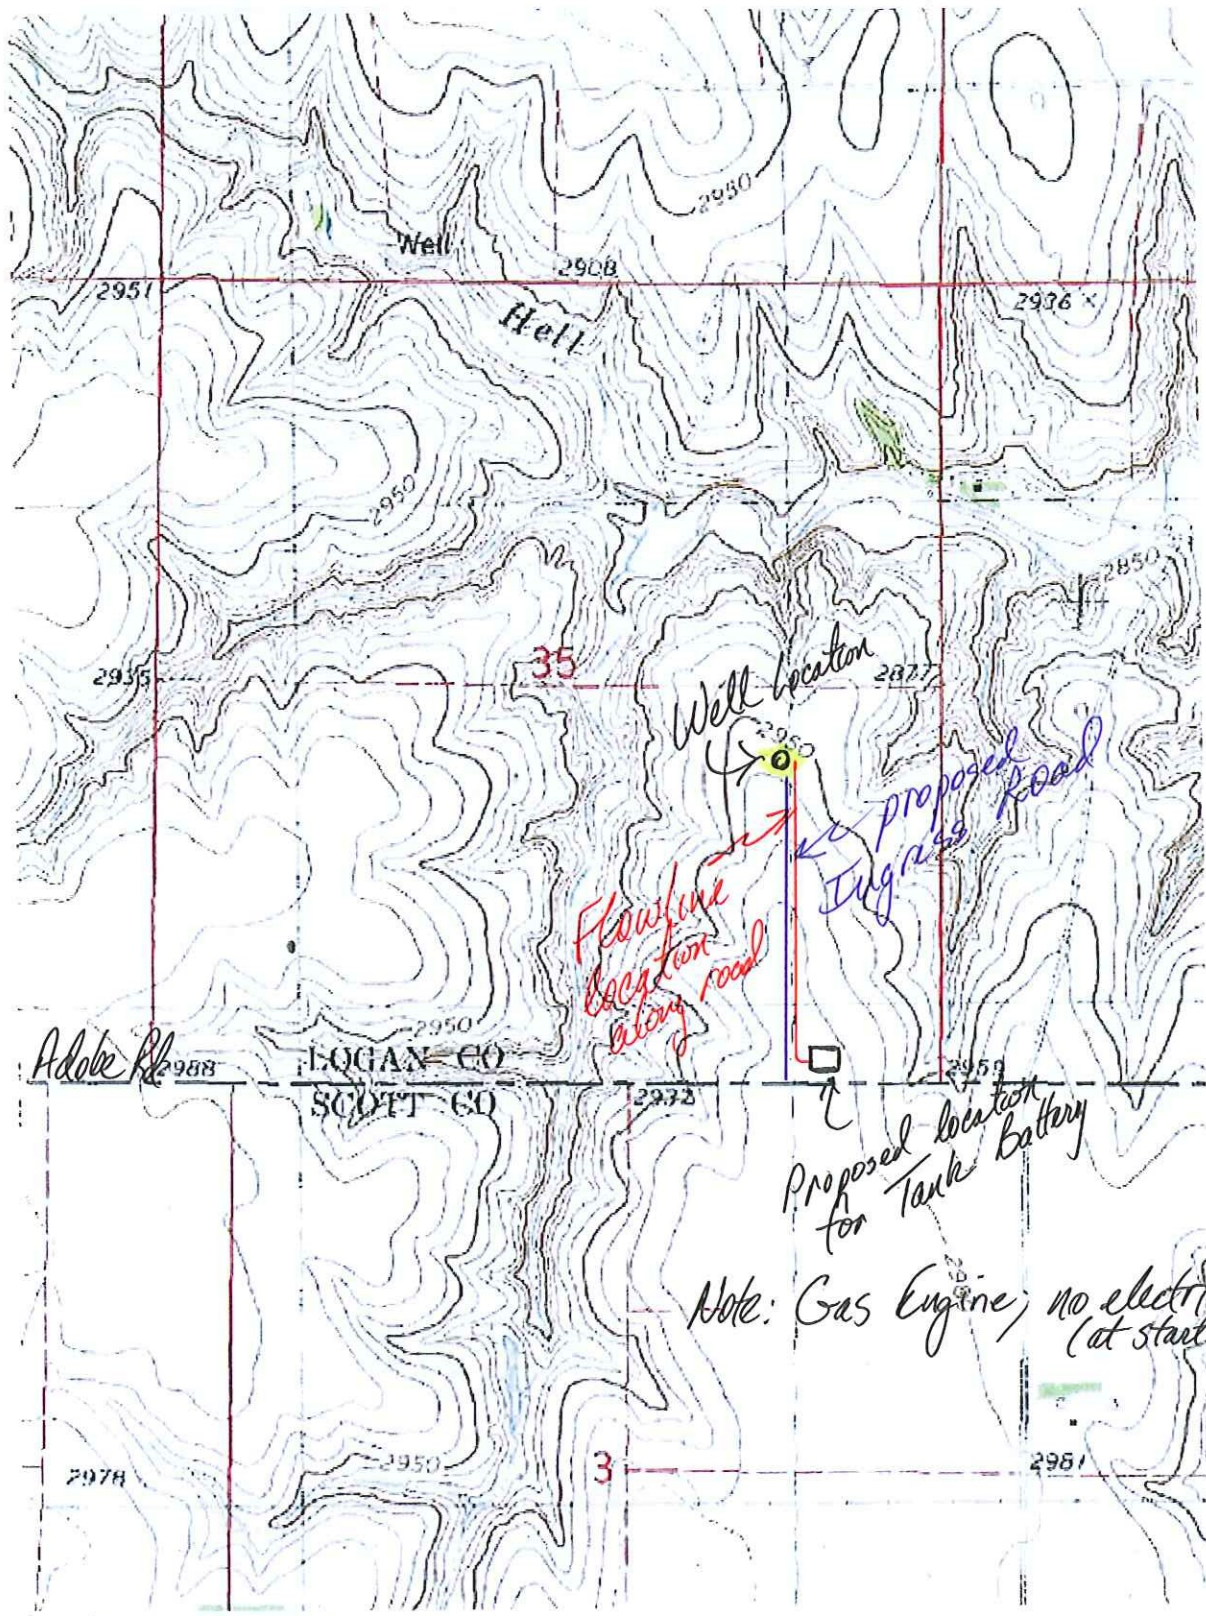 2950
Well
2908
2951
2936 ×
Hell
2950
2850
35
2935
2877
Well Location
2950
proposed
Ingress Road
Flowline
location
along road
2950
Adobe Rd
2988
LOGAN CO
2959
SCOTT CO
2932
Proposed location
for Tank Battery
Note: Gas Engine, no electri
(at start
2978
2950
3
2981